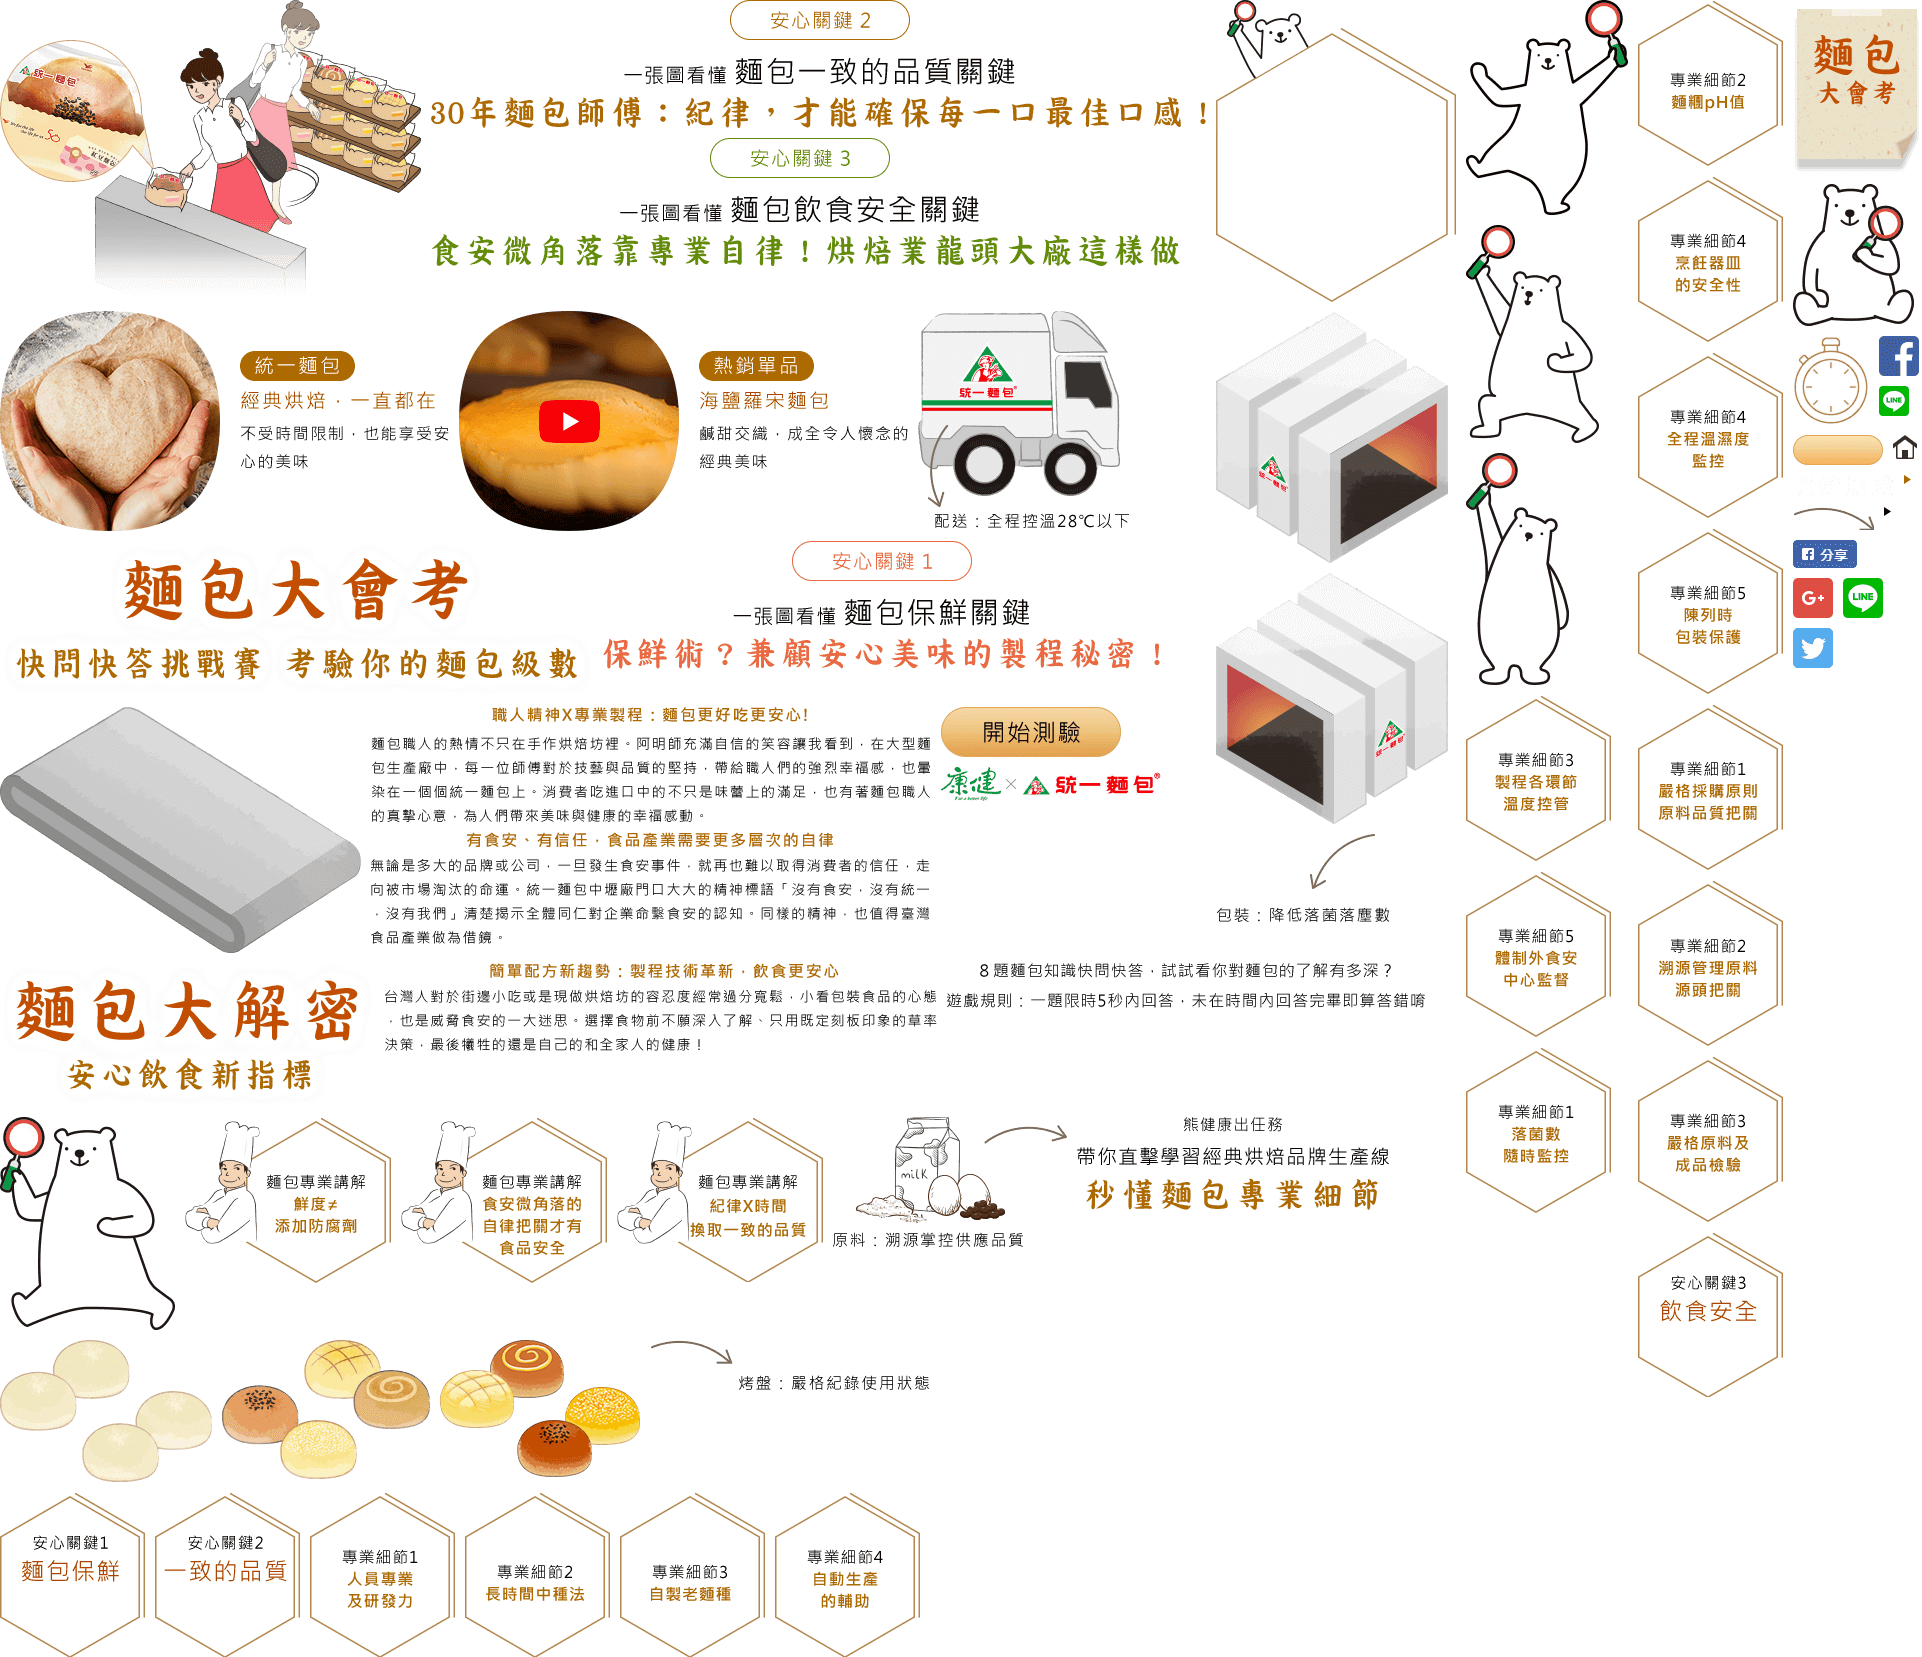 安心關鍵 2
一張圖看懂 麵包一致的品質關鍵
30年麵包師傅：紀律，才能確保每一口最佳口感！
安心關鍵 3
一張圖看懂 麵包飲食安全關鍵
食安微角落靠專業自律！烘焙業龍頭大廠這樣做
統一麵包
統一麵包
經典烘焙，一直都在
不受時間限制，也能享受安
心的美味
熱銷單品
海鹽羅宋麵包
鹹甜交織，成全令人懷念的
經典美味
統一麵包
配送：全程控溫28℃以下
麵包大會考
快問快答挑戰賽 考驗你的麵包級數
安心關鍵 1
一張圖看懂 麵包保鮮關鍵
保鮮術？兼顧安心美味的製程秘密！
職人精神X專業製程：麵包更好吃更安心!
麵包職人的熱情不只在手作烘焙坊裡。阿明師充滿自信的笑容讓我看到，在大型麵
包生產廠中，每一位師傅對於技藝與品質的堅持，帶給職人們的強烈幸福感，也暈
染在一個個統一麵包上。消費者吃進口中的不只是味蕾上的滿足，也有著麵包職人
的真摯心意，為人們帶來美味與健康的幸福感動。
有食安、有信任，食品產業需要更多層次的自律
無論是多大的品牌或公司，一旦發生食安事件，就再也難以取得消費者的信任，走
向被市場淘汰的命運。統一麵包中壢廠門口大大的精神標語「沒有食安，沒有統一
，沒有我們」清楚揭示全體同仁對企業命繫食安的認知。同樣的精神，也值得臺灣
食品產業做為借鏡。
開始測驗
康健 × 統一麵包®
統一麵包
統一麵包
包裝：降低落菌落塵數
麵包大解密
安心飲食新指標
簡單配方新趨勢：製程技術革新，飲食更安心
台灣人對於街邊小吃或是現做烘焙坊的容忍度經常過分寬鬆，小看包裝食品的心態
，也是威脅食安的一大迷思。選擇食物前不願深入了解、只用既定刻板印象的草率
決策，最後犧牲的還是自己的和全家人的健康！
8題麵包知識快問快答，試試看你對麵包的了解有多深？
遊戲規則：一題限時5秒內回答，未在時間內回答完畢即算答錯唷
麵包專業講解
鮮度≠
添加防腐劑
麵包專業講解
食安微角落的
自律把關才有
食品安全
麵包專業講解
紀律X時間
換取一致的品質
milk
原料：溯源掌控供應品質
熊健康出任務
帶你直擊學習經典烘焙品牌生產線
秒懂麵包專業細節
烤盤：嚴格紀錄使用狀態
安心關鍵1
麵包保鮮
安心關鍵2
一致的品質
專業細節1
人員專業
及研發力
專業細節2
長時間中種法
專業細節3
自製老麵種
專業細節4
自動生產
的輔助
專業細節3
製程各環節
溫度控管
專業細節5
體制外食安
中心監督
專業細節1
落菌數
隨時監控
專業細節2
麵糰pH值
專業細節4
烹飪器皿
的安全性
專業細節4
全程溫濕度
監控
專業細節5
陳列時
包裝保護
專業細節1
嚴格採購原則
原料品質把關
專業細節2
溯源管理原料
源頭把關
專業細節3
嚴格原料及
成品檢驗
安心關鍵3
飲食安全
麵包
大會考
LINE
分享
G+
LINE